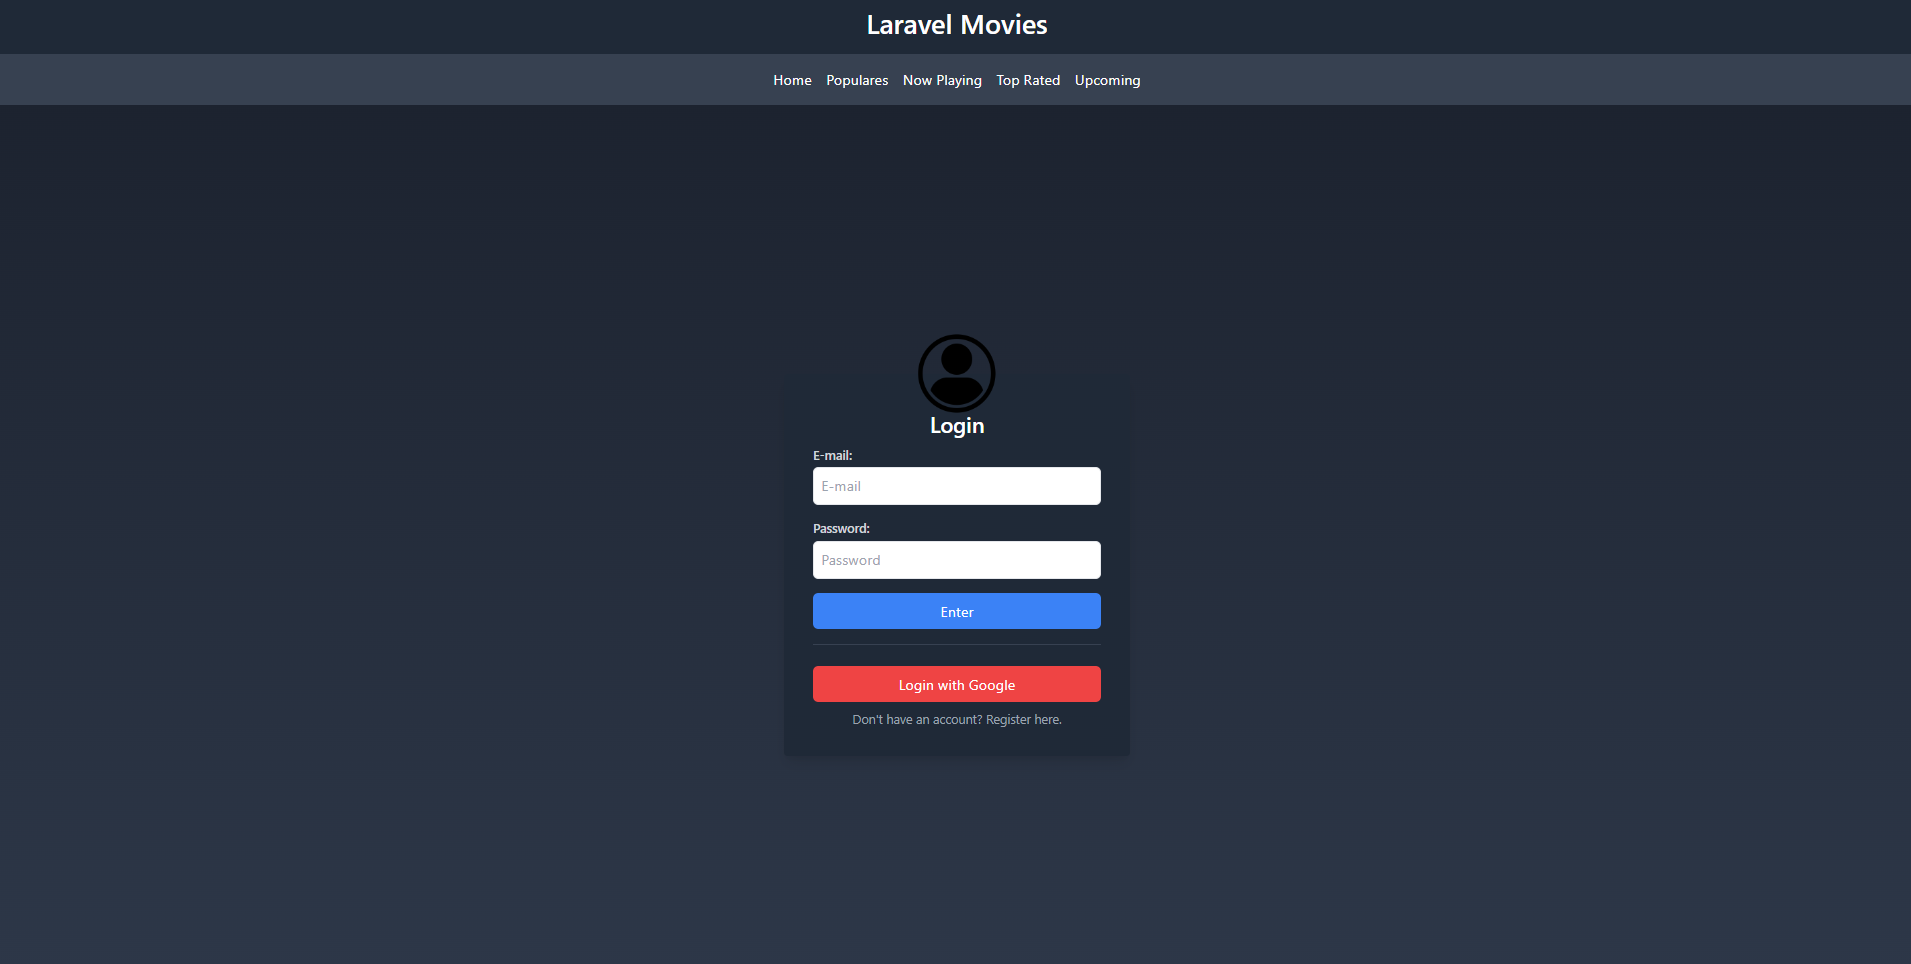 Laravel Movies
Home Populares Now Playing Top Rated Upcoming
Login
E-mail:
E-mail
Password:
Password
Enter
Login with Google
Don't have an account? Register here.